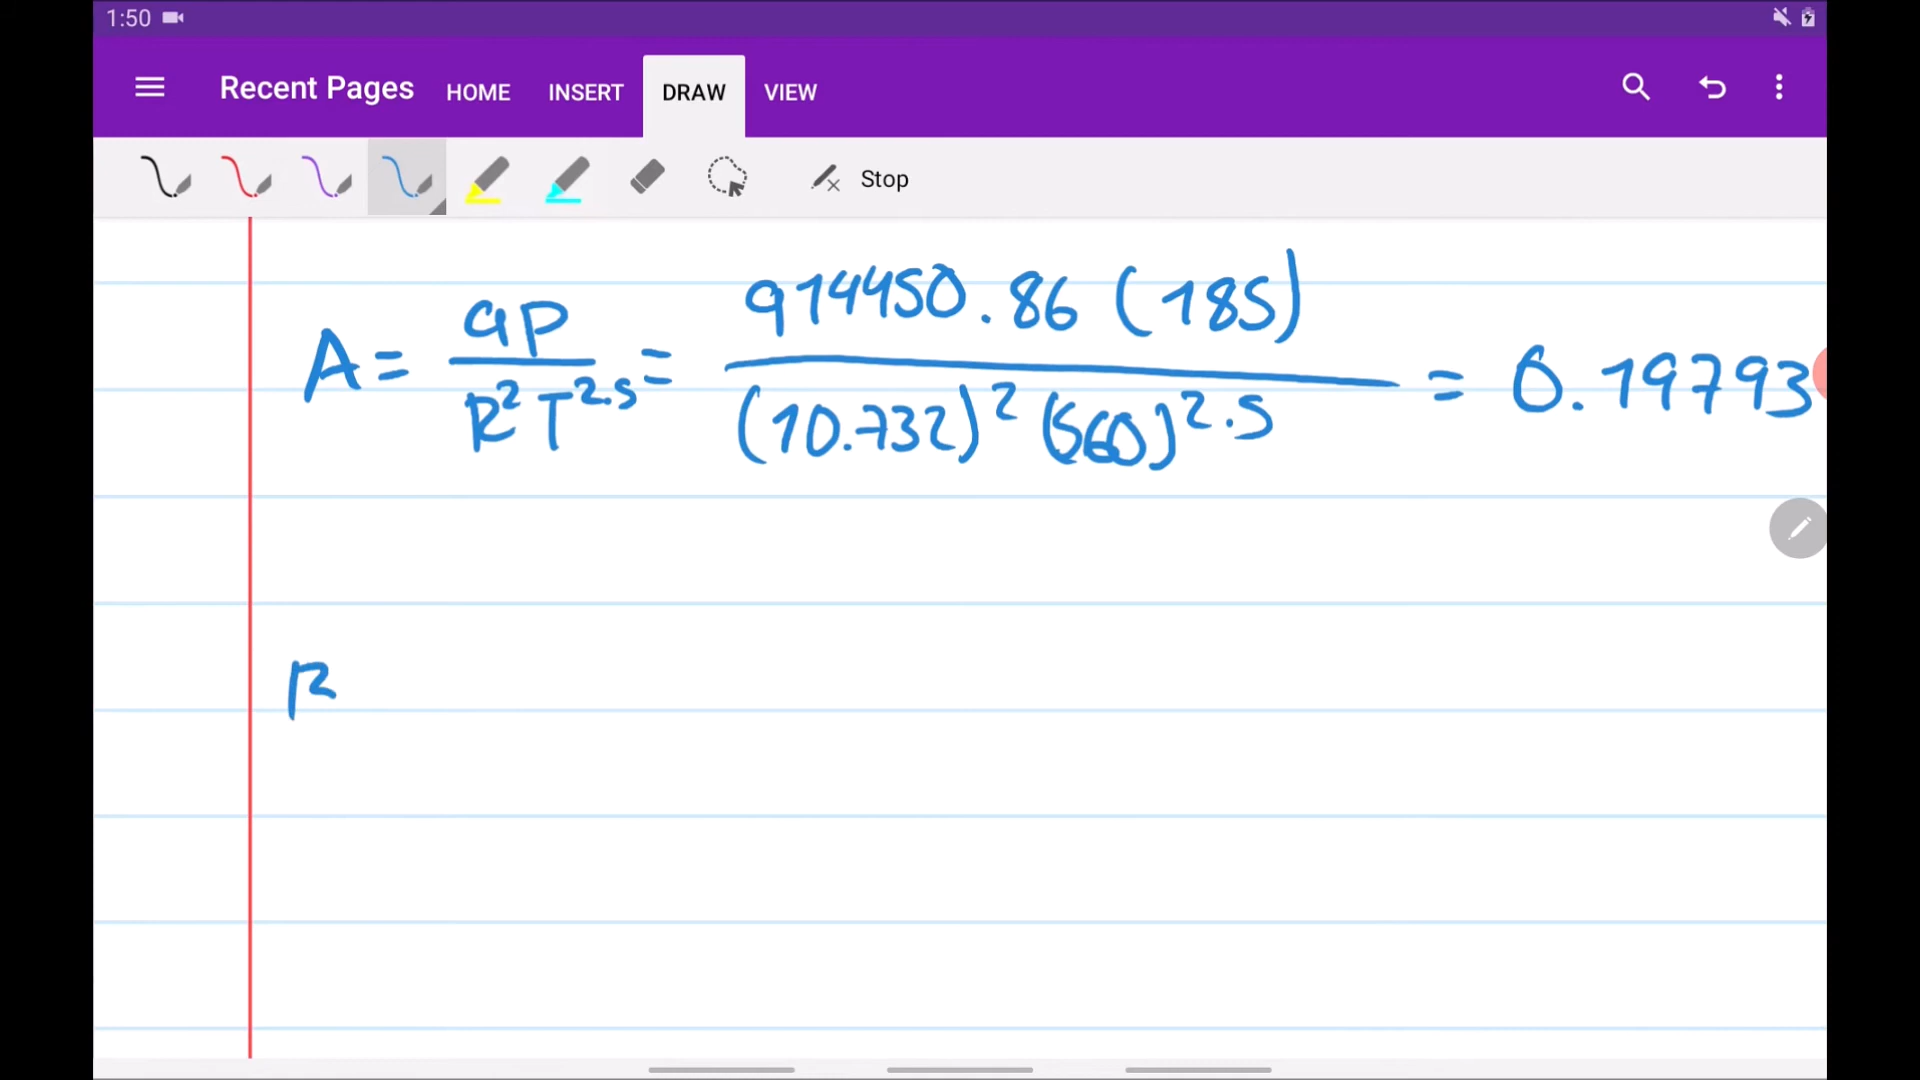 1:50
Recent Pages HOME INSERT DRAW VIEW
Stop
A = aP / R² T^2.5 = 914450.86 (185) / (10.732)² (560)^2.5 = 0.19793